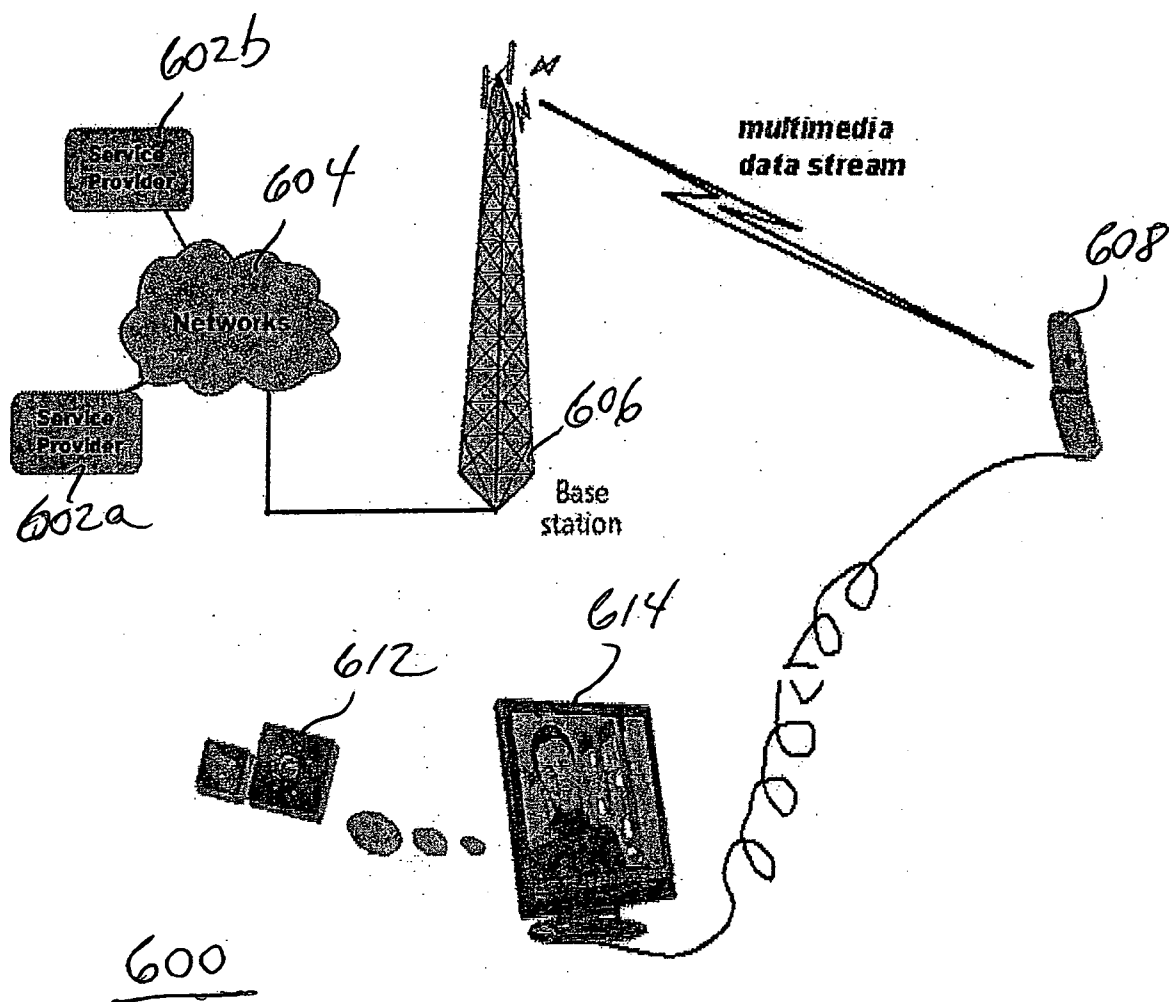 602b
Service
Provider
604
Networks
multimedia
data stream
608
Service
Provider
602a
606
Base
station
614
612
600